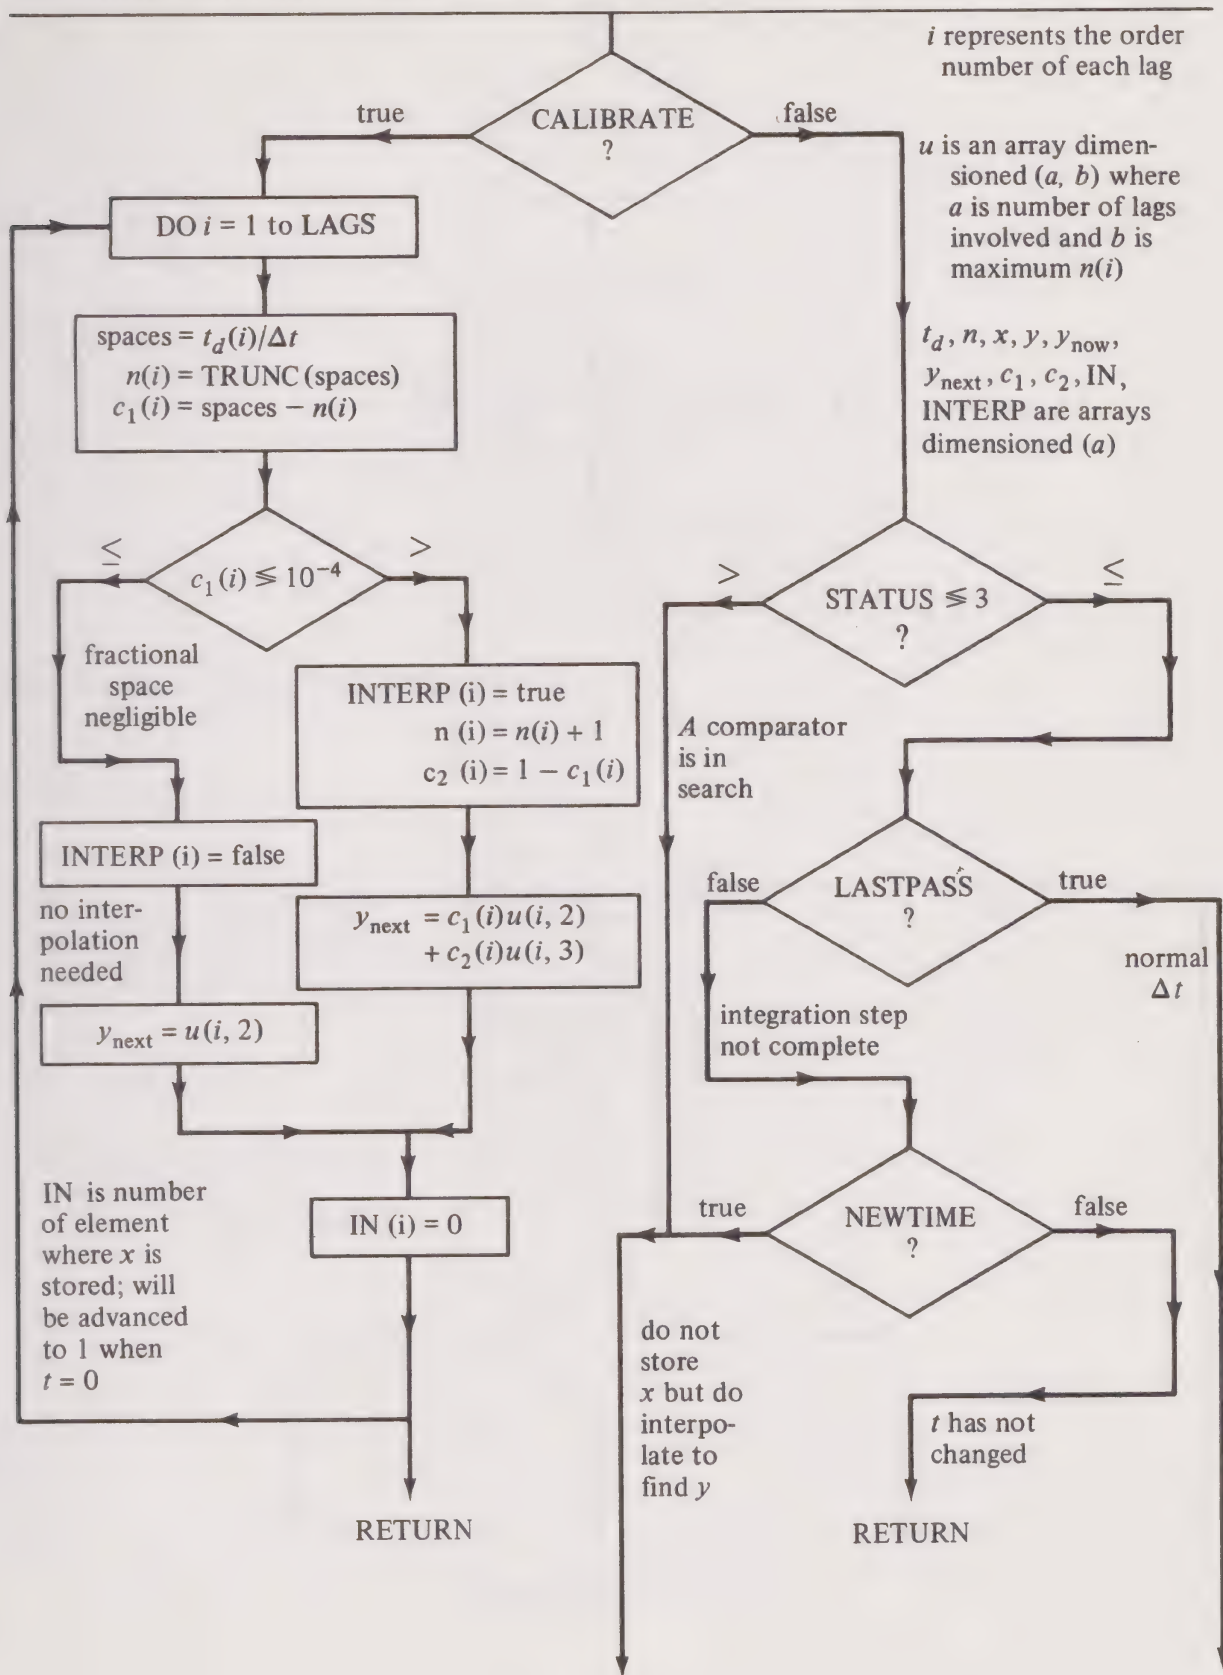 i represents the order
number of each lag
CALIBRATE
?
true
false
u is an array dimen-
sioned (a, b) where
a is number of lags
involved and b is
maximum n(i)
t_d, n, x, y, y_now,
y_next, c_1, c_2, IN,
INTERP are arrays
dimensioned (a)
DO i = 1 to LAGS
spaces = t_d(i)/Δt
n(i) = TRUNC (spaces)
c_1(i) = spaces − n(i)
c_1(i) ≦ 10^−4
≤
>
fractional
space
negligible
INTERP (i) = true
n (i) = n(i) + 1
c_2 (i) = 1 − c_1(i)
INTERP (i) = false
no inter-
polation
needed
y_next = c_1(i)u(i, 2)
+ c_2(i)u(i, 3)
y_next = u(i, 2)
IN (i) = 0
IN is number
of element
where x is
stored; will
be advanced
to 1 when
t = 0
RETURN
STATUS ≦ 3
?
>
≤
A comparator
is in
search
LASTPASS
?
false
true
normal
Δt
integration step
not complete
NEWTIME
?
true
false
do not
store
x but do
interpo-
late to
find y
t has not
changed
RETURN